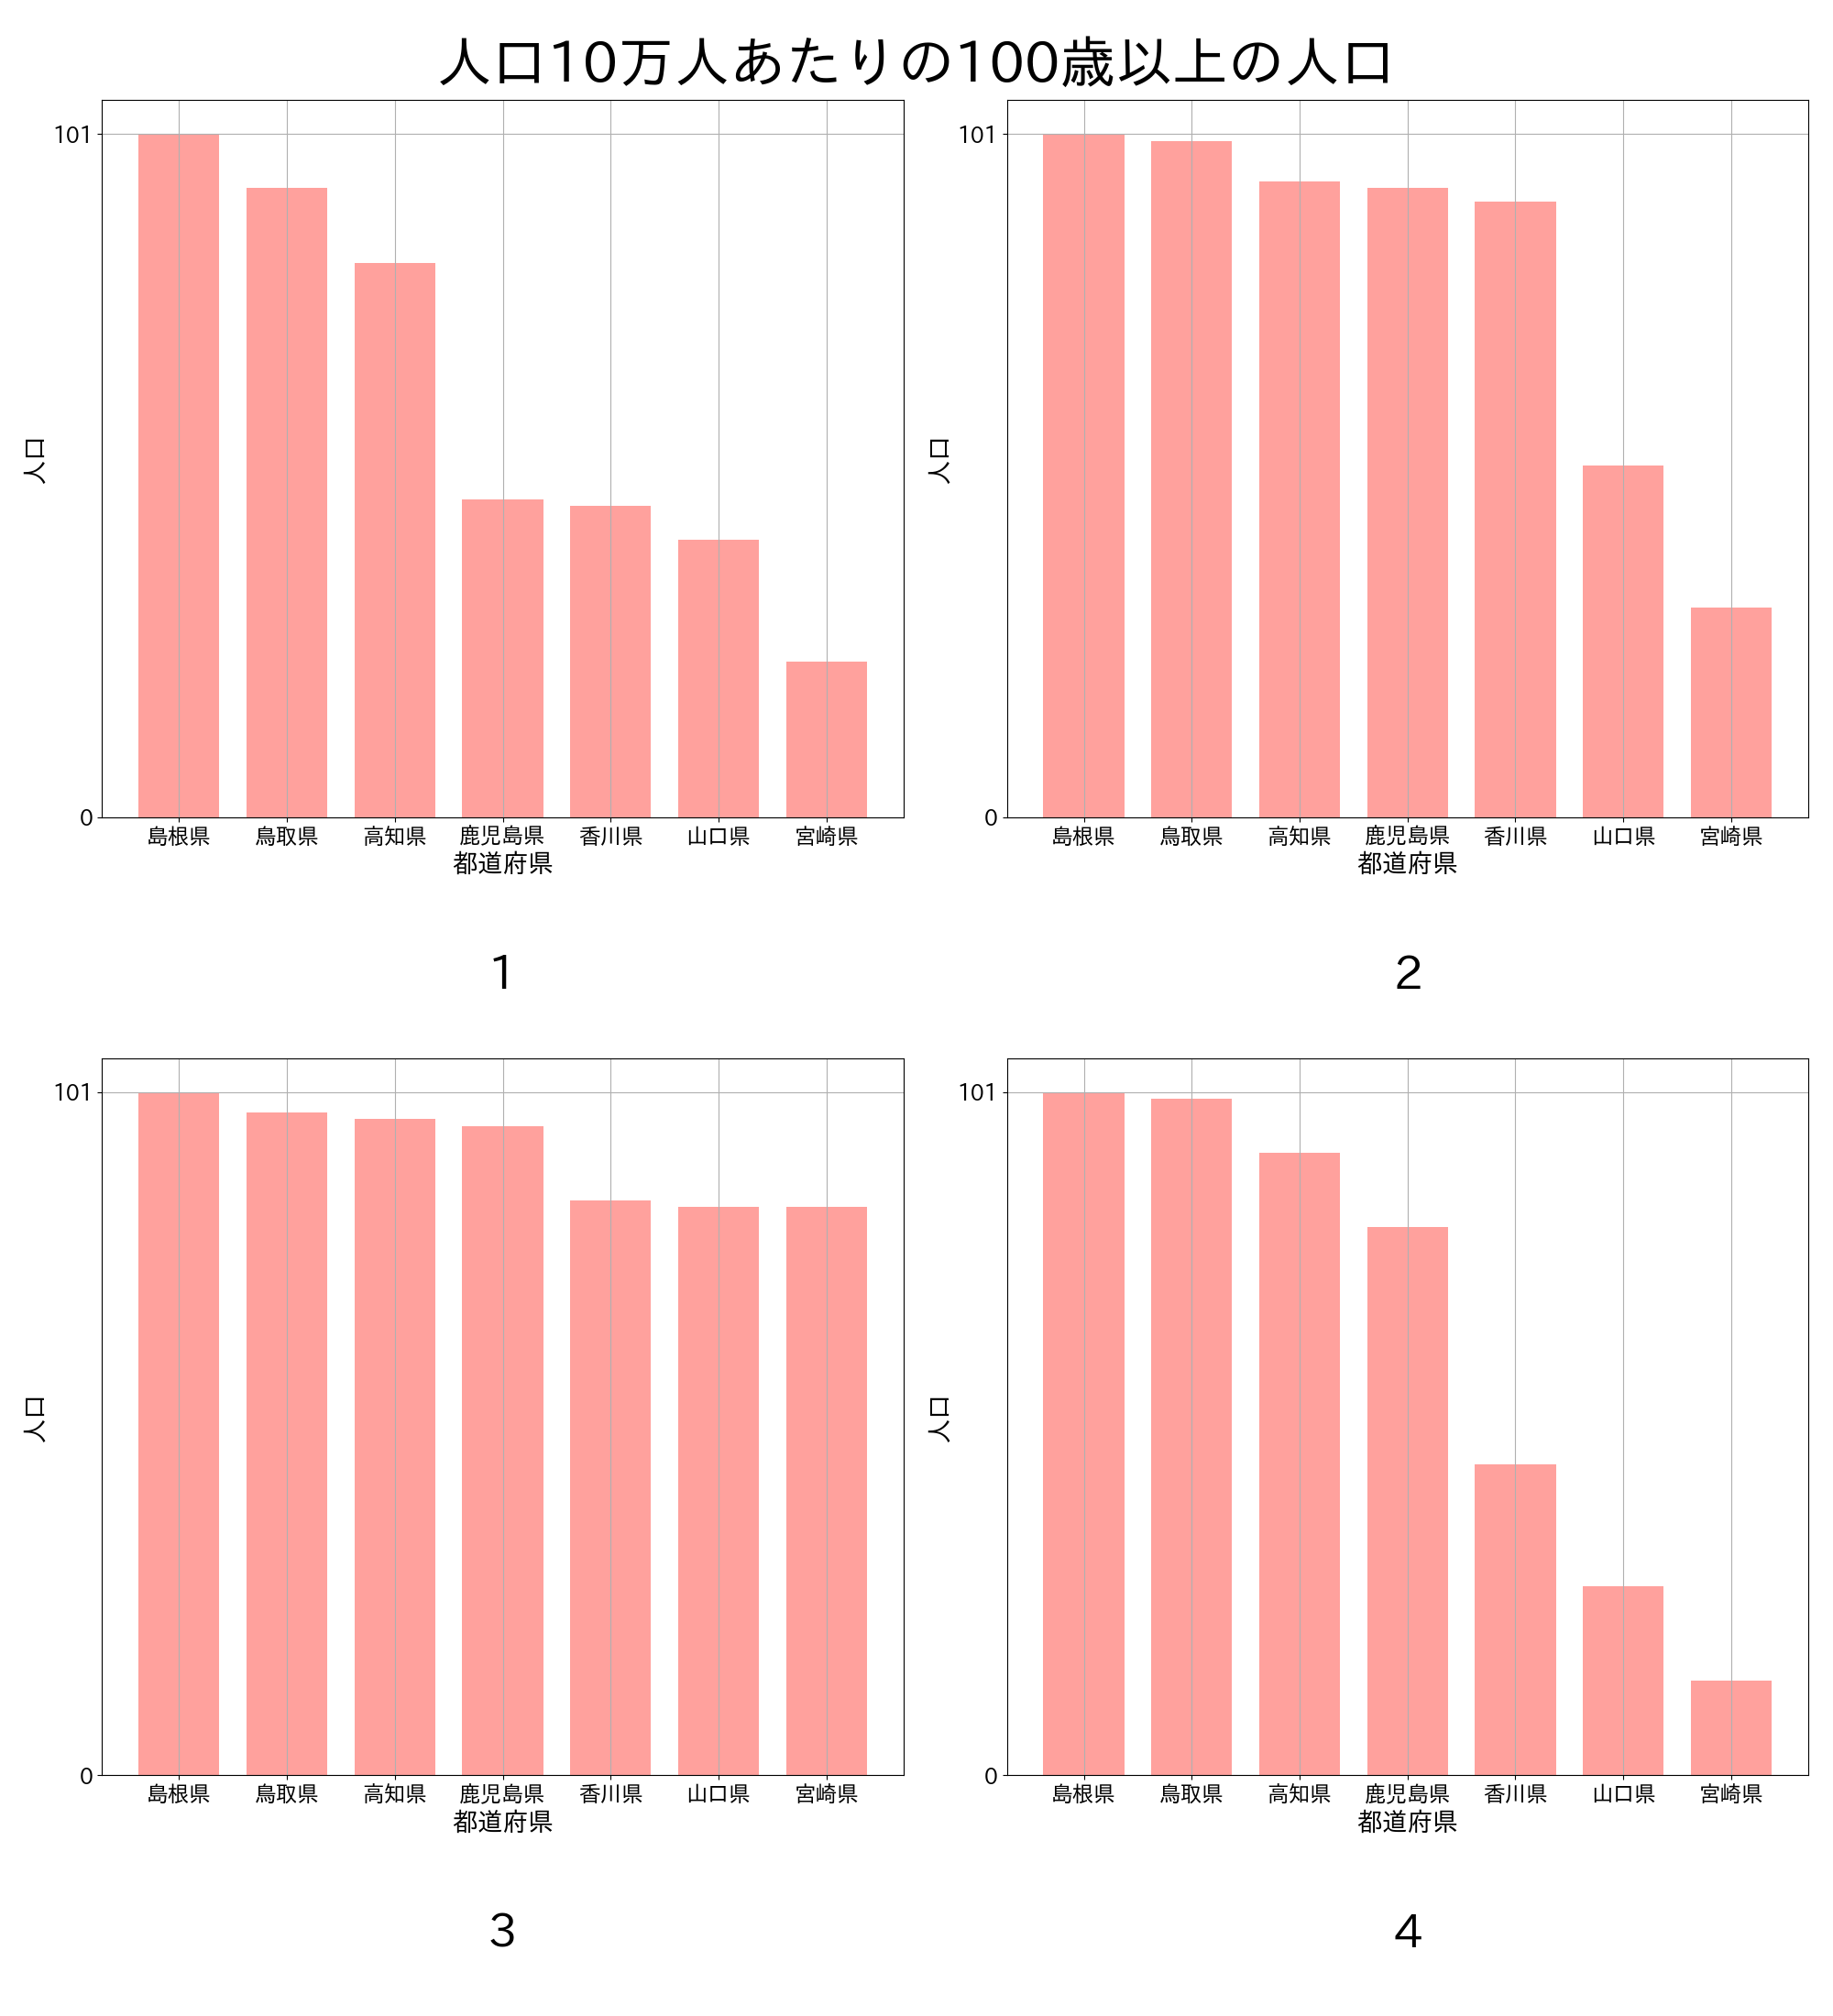 人口10万人あたりの100歳以上の人口
101
人口
0
島根県 鳥取県 高知県 鹿児島県 香川県 山口県 宮崎県
都道府県
1
101
人口
0
島根県 鳥取県 高知県 鹿児島県 香川県 山口県 宮崎県
都道府県
2
101
人口
0
島根県 鳥取県 高知県 鹿児島県 香川県 山口県 宮崎県
都道府県
3
101
人口
0
島根県 鳥取県 高知県 鹿児島県 香川県 山口県 宮崎県
都道府県
4